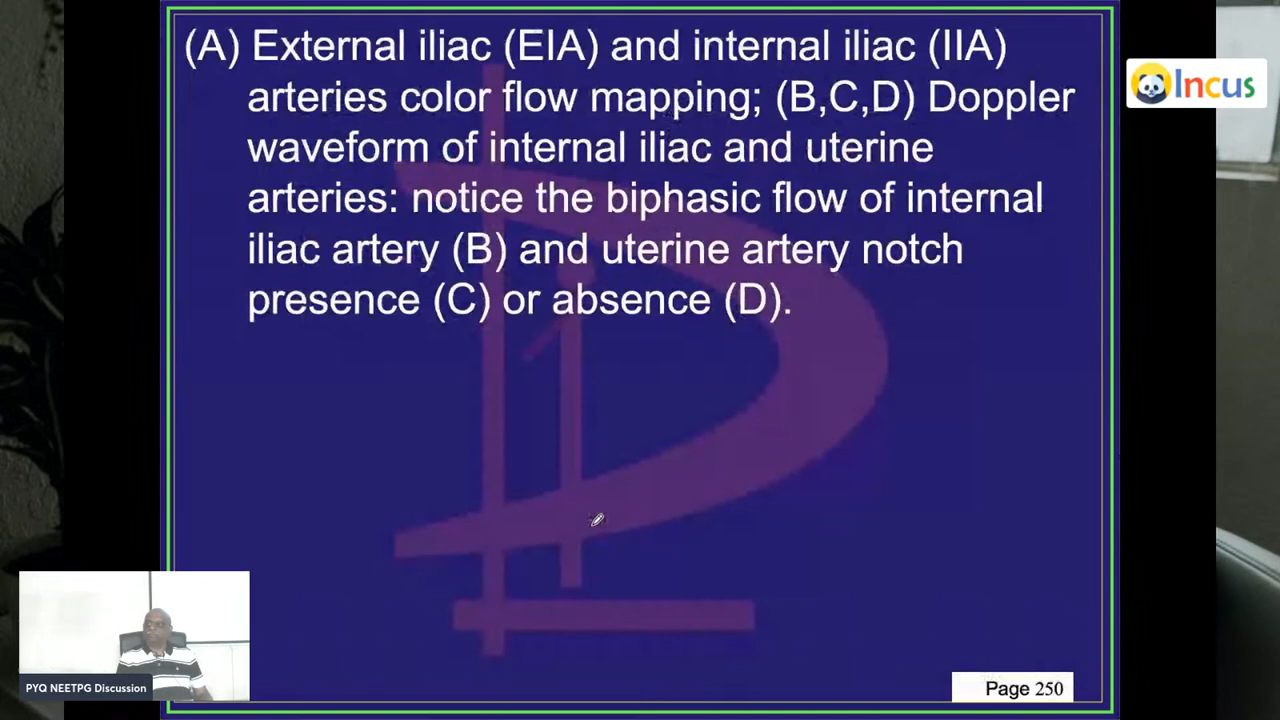 (A) External iliac (EIA) and internal iliac (IIA)
arteries color flow mapping; (B,C,D) Doppler
waveform of internal iliac and uterine
arteries: notice the biphasic flow of internal
iliac artery (B) and uterine artery notch
presence (C) or absence (D).
Incus
PYQ NEETPG Discussion
Page 250